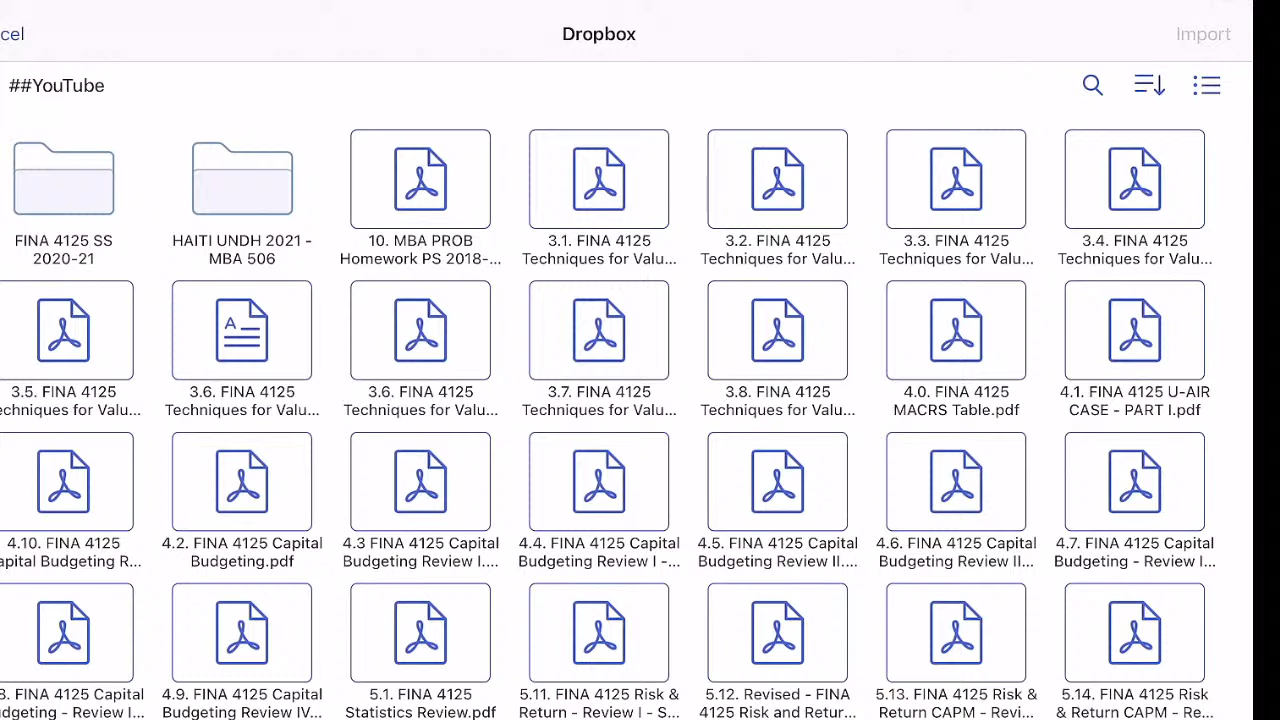 cel
Dropbox
Import
##YouTube
FINA 4125 SS
2020-21
HAITI UNDH 2021 -
MBA 506
10. MBA PROB
Homework PS 2018-...
3.1. FINA 4125
Techniques for Valu...
3.2. FINA 4125
Techniques for Valu...
3.3. FINA 4125
Techniques for Valu...
3.4. FINA 4125
Techniques for Valu...
3.5. FINA 4125
echniques for Valu...
A
3.6. FINA 4125
Techniques for Valu...
3.6. FINA 4125
Techniques for Valu...
3.7. FINA 4125
Techniques for Valu...
3.8. FINA 4125
Techniques for Valu...
4.0. FINA 4125
MACRS Table.pdf
4.1. FINA 4125 U-AIR
CASE - PART I.pdf
4.10. FINA 4125
apital Budgeting R...
4.2. FINA 4125 Capital
Budgeting.pdf
4.3 FINA 4125 Capital
Budgeting Review I....
4.4. FINA 4125 Capital
Budgeting Review I -...
4.5. FINA 4125 Capital
Budgeting Review II....
4.6. FINA 4125 Capital
Budgeting Review II...
4.7. FINA 4125 Capital
Budgeting - Review I...
8. FINA 4125 Capital
dgeting - Review I...
4.9. FINA 4125 Capital
Budgeting Review IV...
5.1. FINA 4125
Statistics Review.pdf
5.11. FINA 4125 Risk &
Return - Review I - S...
5.12. Revised - FINA
4125 Risk and Retur...
5.13. FINA 4125 Risk &
Return CAPM - Revi...
5.14. FINA 4125 Risk
& Return CAPM - Re...